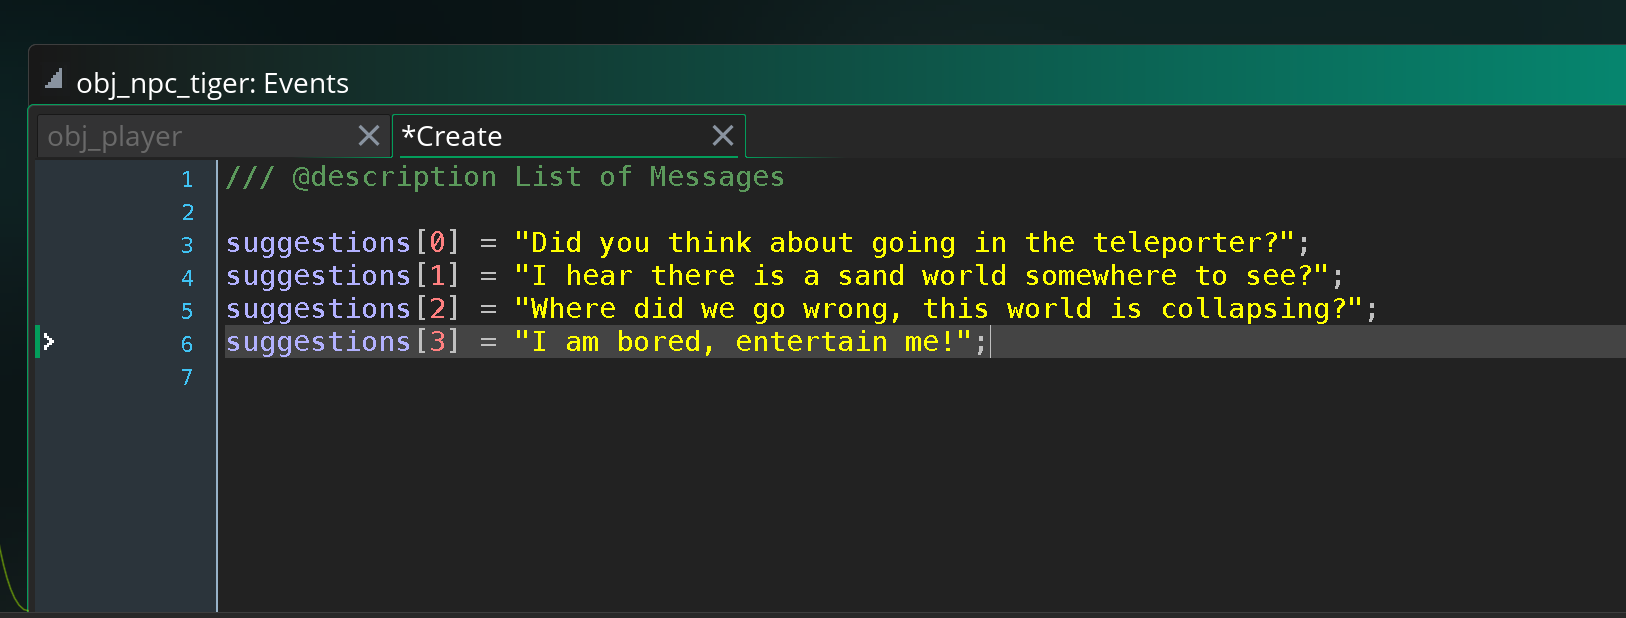 obj_npc_tiger: Events
obj_player
*Create
1 /// @description List of Messages
2
3 suggestions[0] = "Did you think about going in the teleporter?";
4 suggestions[1] = "I hear there is a sand world somewhere to see?";
5 suggestions[2] = "Where did we go wrong, this world is collapsing?";
6 suggestions[3] = "I am bored, entertain me!";
7